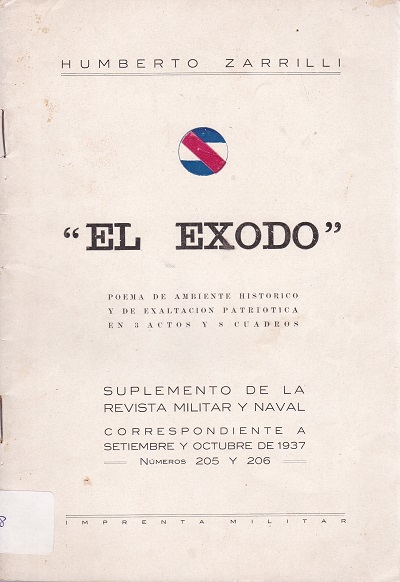 HUMBERTO ZARRILLI
"EL EXODO"
POEMA DE AMBIENTE HISTORICO
Y DE EXALTACION PATRIOTICA
EN 3 ACTOS Y 8 CUADROS
SUPLEMENTO DE LA
REVISTA MILITAR Y NAVAL
CORRESPONDIENTE A
SETIEMBRE Y OCTUBRE DE 1937
NÚMEROS 205 Y 206
8
IMPRENTA MILITAR